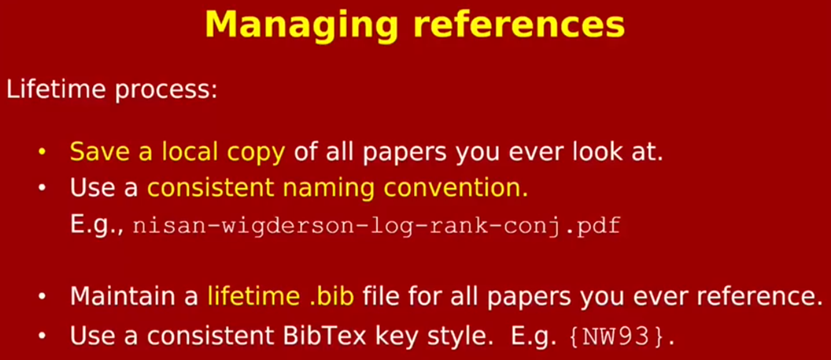 Managing references
Lifetime process:
• Save a local copy of all papers you ever look at.
• Use a consistent naming convention.
E.g., nisan-wigderson-log-rank-conj.pdf
• Maintain a lifetime .bib file for all papers you ever reference.
• Use a consistent BibTex key style. E.g. {NW93}.